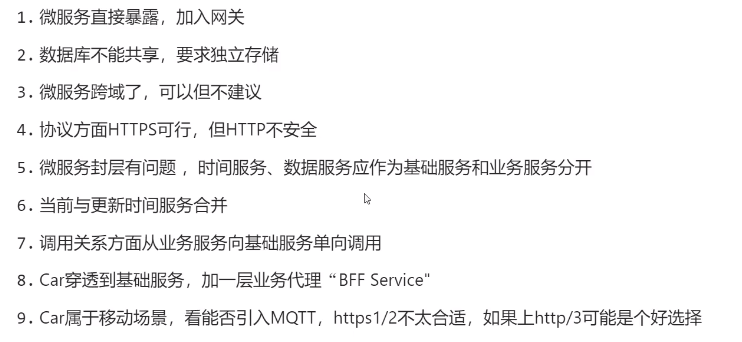 1. 微服务直接暴露，加入网关
2. 数据库不能共享，要求独立存储
3. 微服务跨域了，可以但不建议
4. 协议方面HTTPS可行，但HTTP不安全
5. 微服务封层有问题 ，时间服务、数据服务应作为基础服务和业务服务分开
6. 当前与更新时间服务合并
7. 调用关系方面从业务服务向基础服务单向调用
8. Car穿透到基础服务，加一层业务代理 “BFF Service"
9. Car属于移动场景，看能否引入MQTT，https1/2不太合适，如果上http/3可能是个好选择